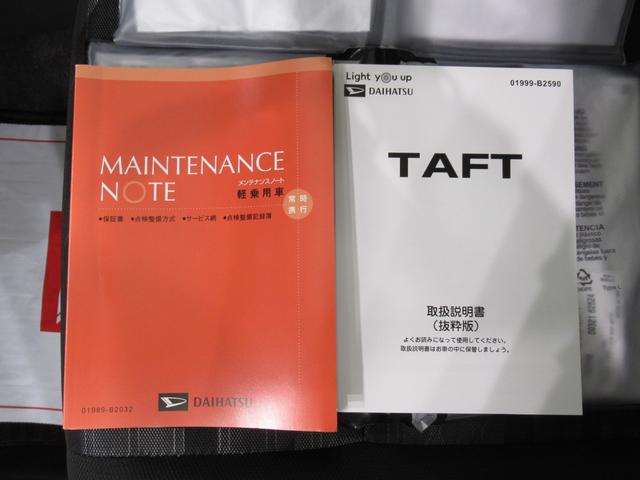 MAINTENANCE
NOTE
メンテナンスノート
軽乗用車
常時
携行
•保証書 •点検整備方式 •サービス網 •点検整備記録簿
01989-B2032
DAIHATSU
Light you up
DAIHATSU
01999-B2590
TAFT
取扱説明書
(抜粋版)
よくお読みになって使用してください。
取扱説明書はお車の中に保管しましょう。